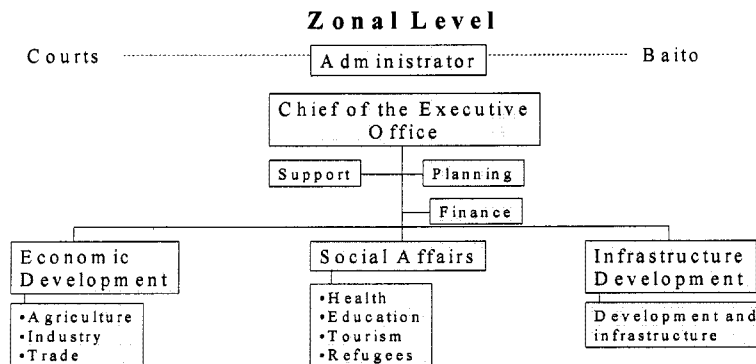 Zonal Level
Courts
Administrator
Baito
Chief of the Executive
Office
Support
Planning
Finance
Economic
Development
•Agriculture
•Industry
•Trade
Social Affairs
•Health
•Education
•Tourism
•Refugees
Infrastructure
Development
Development and
infrastructure